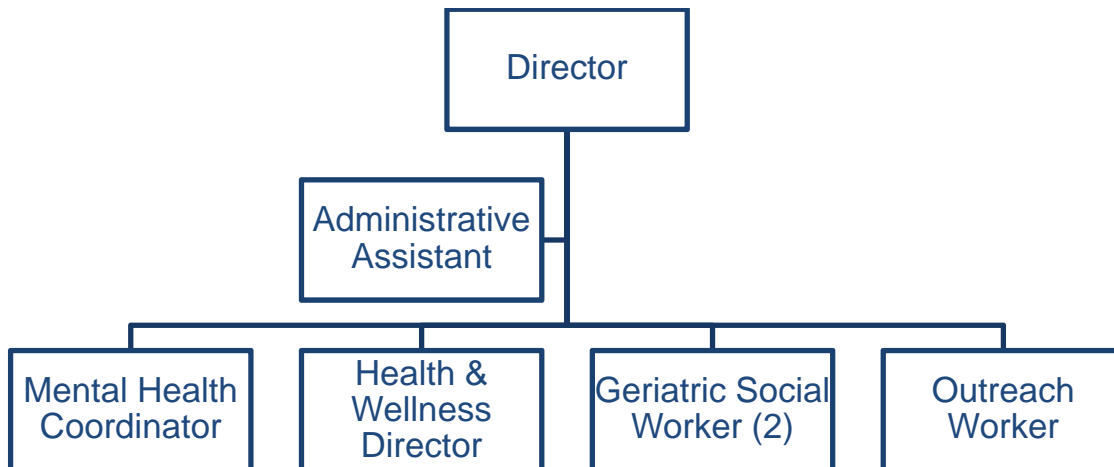 Director
Administrative
Assistant
Mental Health
Coordinator
Health &
Wellness
Director
Geriatric Social
Worker (2)
Outreach
Worker